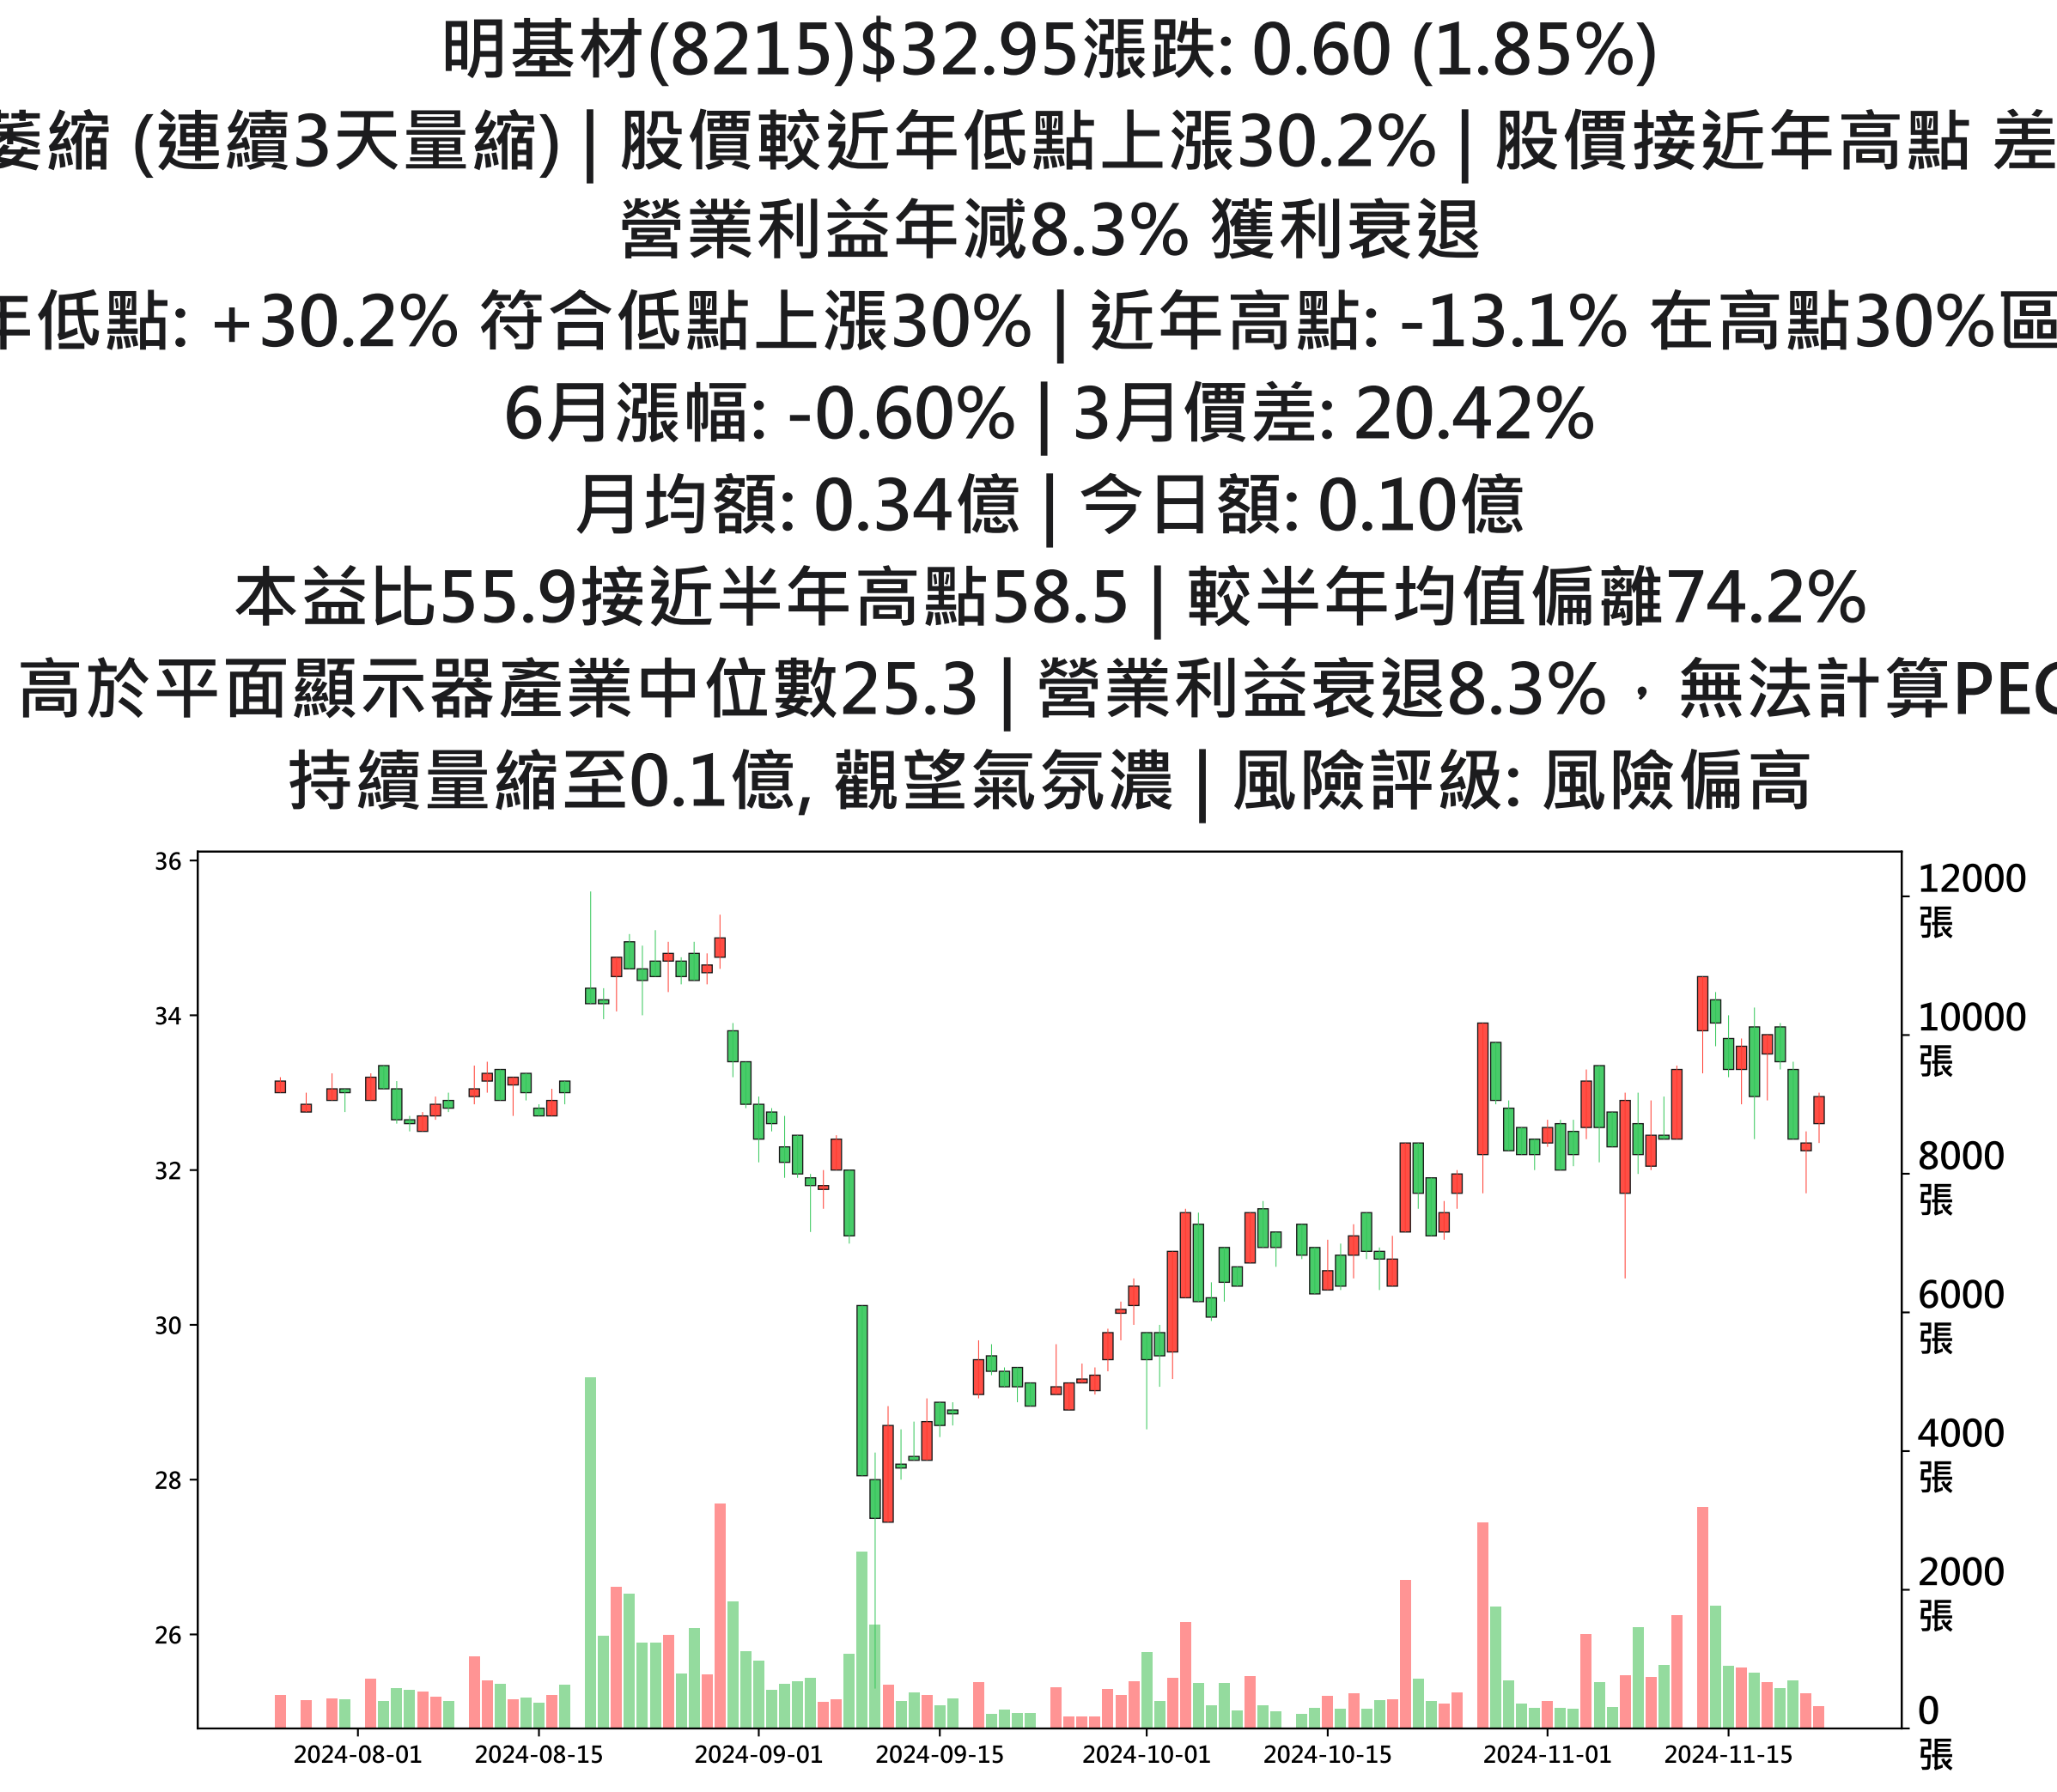 明基材(8215)$32.95漲跌: 0.60 (1.85%)
萎縮 (連續3天量縮) | 股價較近年低點上漲30.2% | 股價接近年高點 差
營業利益年減8.3% 獲利衰退
年低點: +30.2% 符合低點上漲30% | 近年高點: -13.1% 在高點30%區
6月漲幅: -0.60% | 3月價差: 20.42%
月均額: 0.34億 | 今日額: 0.10億
本益比55.9接近半年高點58.5 | 較半年均值偏離74.2%
高於平面顯示器產業中位數25.3 | 營業利益衰退8.3%，無法計算PEG
持續量縮至0.1億, 觀望氣氛濃 | 風險評級: 風險偏高
36
34
32
30
28
26
12000
張
10000
張
8000
張
6000
張
4000
張
2000
張
0
張
2024-08-01
2024-08-15
2024-09-01
2024-09-15
2024-10-01
2024-10-15
2024-11-01
2024-11-15